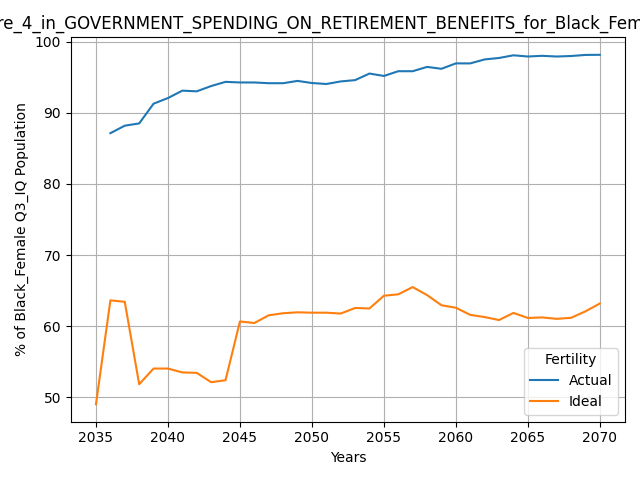 re_4_in_GOVERNMENT_SPENDING_ON_RETIREMENT_BENEFITS_for_Black_Fem
100
90
80
70
60
50
% of Black_Female Q3_IQ Population
2035 2040 2045 2050 2055 2060 2065 2070
Years
Fertility
Actual
Ideal